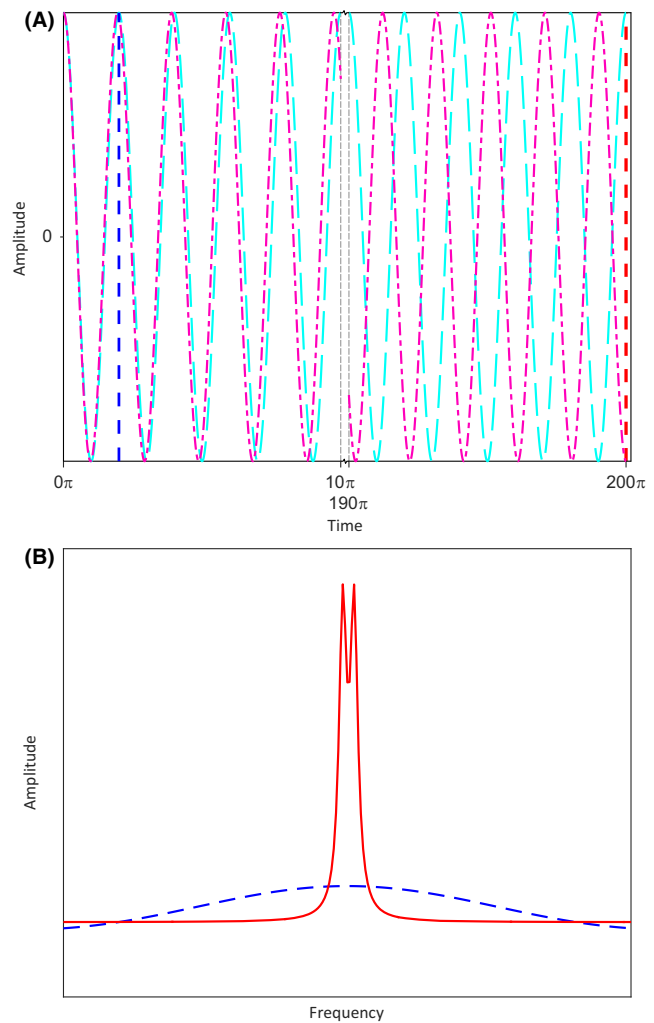 (A)
Amplitude
0
0π
10π
200π
190π
Time
(B)
Amplitude
Frequency